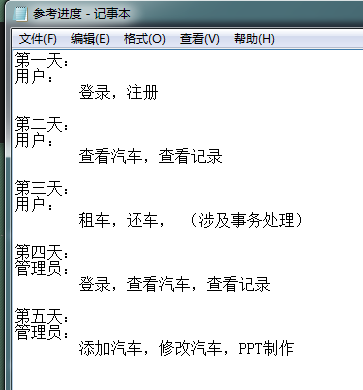 参考进度 - 记事本
文件(F) 编辑(E) 格式(O) 查看(V) 帮助(H)
第一天:
用户:
登录，注册
第二天:
用户:
查看汽车，查看记录
第三天:
用户:
租车，还车，（涉及事务处理）
第四天:
管理员:
登录，查看汽车，查看记录
第五天:
管理员:
添加汽车，修改汽车，PPT制作